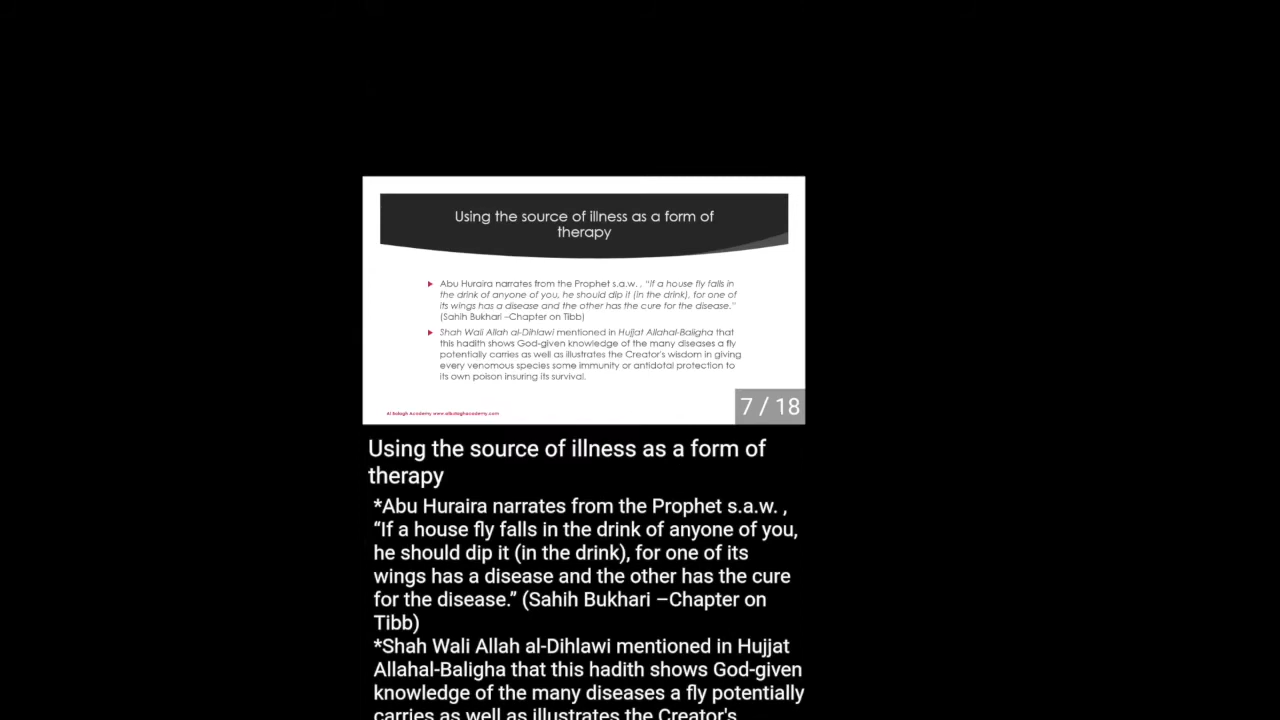 Using the source of illness as a form of
therapy
Abu Huraira narrates from the Prophet s.a.w. , “If a house fly falls in
the drink of anyone of you, he should dip it (in the drink), for one of
its wings has a disease and the other has the cure for the disease.”
(Sahih Bukhari –Chapter on Tibb)
Shah Wali Allah al-Dihlawi mentioned in Hujjat Allahal-Baligha that
this hadith shows God-given knowledge of the many diseases a fly
potentially carries as well as illustrates the Creator's wisdom in giving
every venomous species some immunity or antidotal protection to
its own poison insuring its survival.
Al Balagh Academy www.albalaghacademy.com
7 / 18
Using the source of illness as a form of
therapy
*Abu Huraira narrates from the Prophet s.a.w. ,
“If a house fly falls in the drink of anyone of you,
he should dip it (in the drink), for one of its
wings has a disease and the other has the cure
for the disease.” (Sahih Bukhari –Chapter on
Tibb)
*Shah Wali Allah al-Dihlawi mentioned in Hujjat
Allahal-Baligha that this hadith shows God-given
knowledge of the many diseases a fly potentially
carries as well as illustrates the Creator's